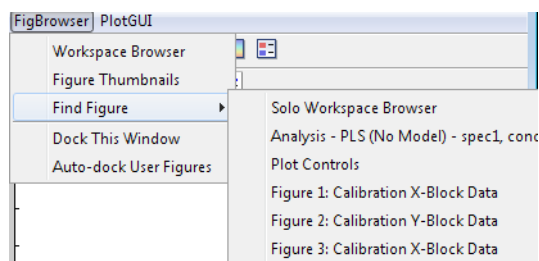 FigBrowser PlotGUI
Workspace Browser
Figure Thumbnails
Find Figure
Dock This Window
Auto-dock User Figures
Solo Workspace Browser
Analysis - PLS (No Model) - spec1, conc
Plot Controls
Figure 1: Calibration X-Block Data
Figure 2: Calibration Y-Block Data
Figure 3: Calibration X-Block Data